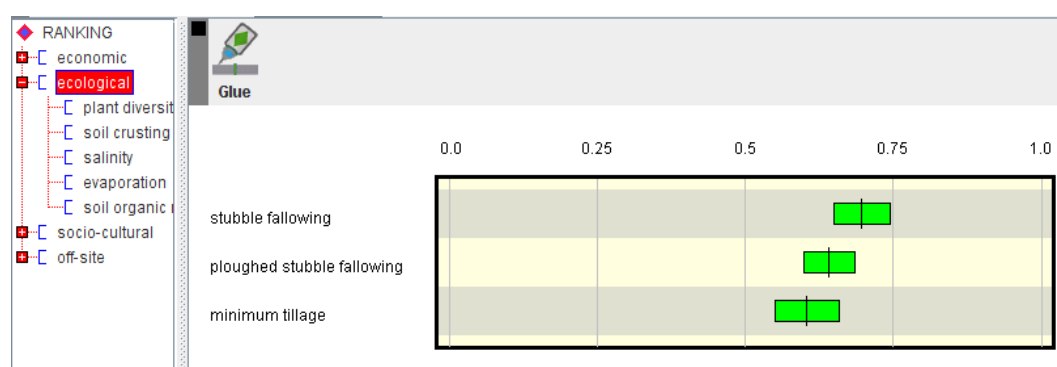 RANKING
economic
ecological
plant diversit
soil crusting
salinity
evaporation
soil organic
socio-cultural
off-site
Glue
0.0 0.25 0.5 0.75 1.0
stubble fallowing
ploughed stubble fallowing
minimum tillage